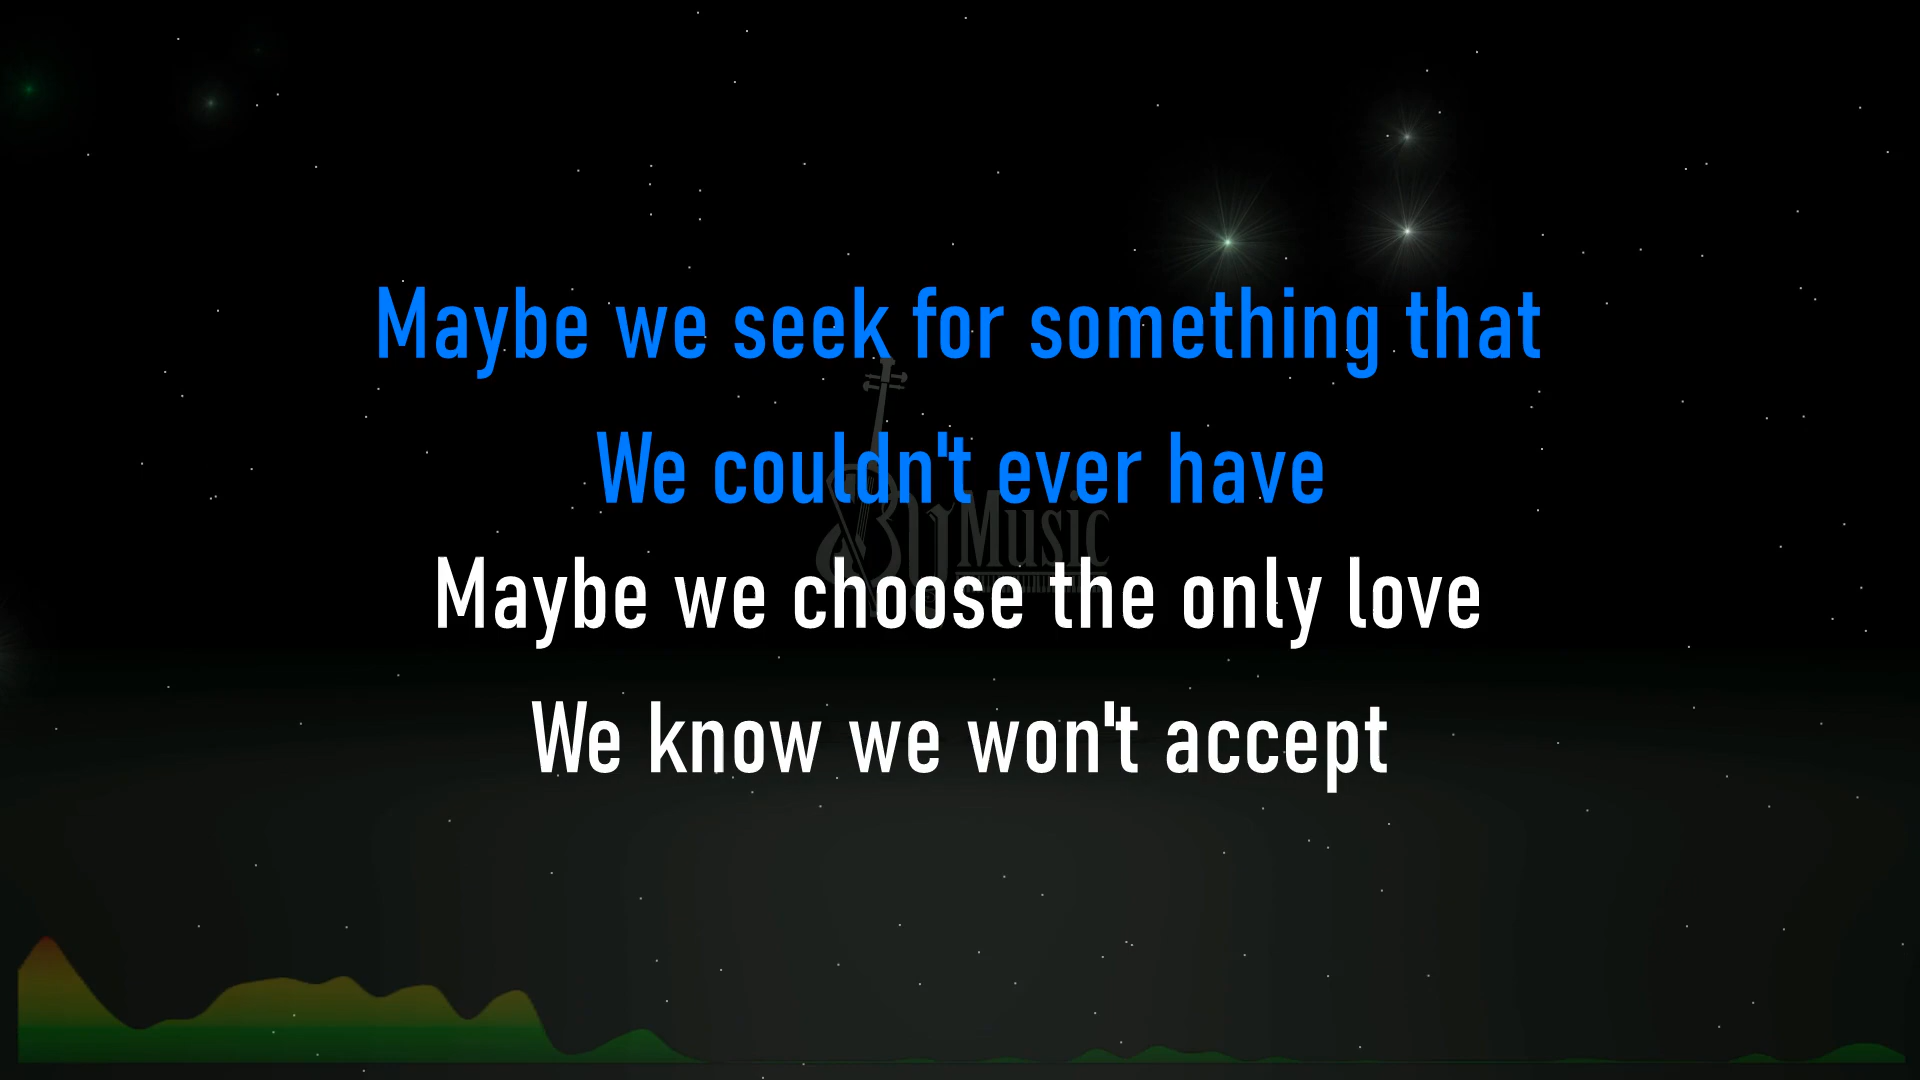 Maybe we seek for something that
We couldn't ever have
Music
Maybe we choose the only love
We know we won't accept